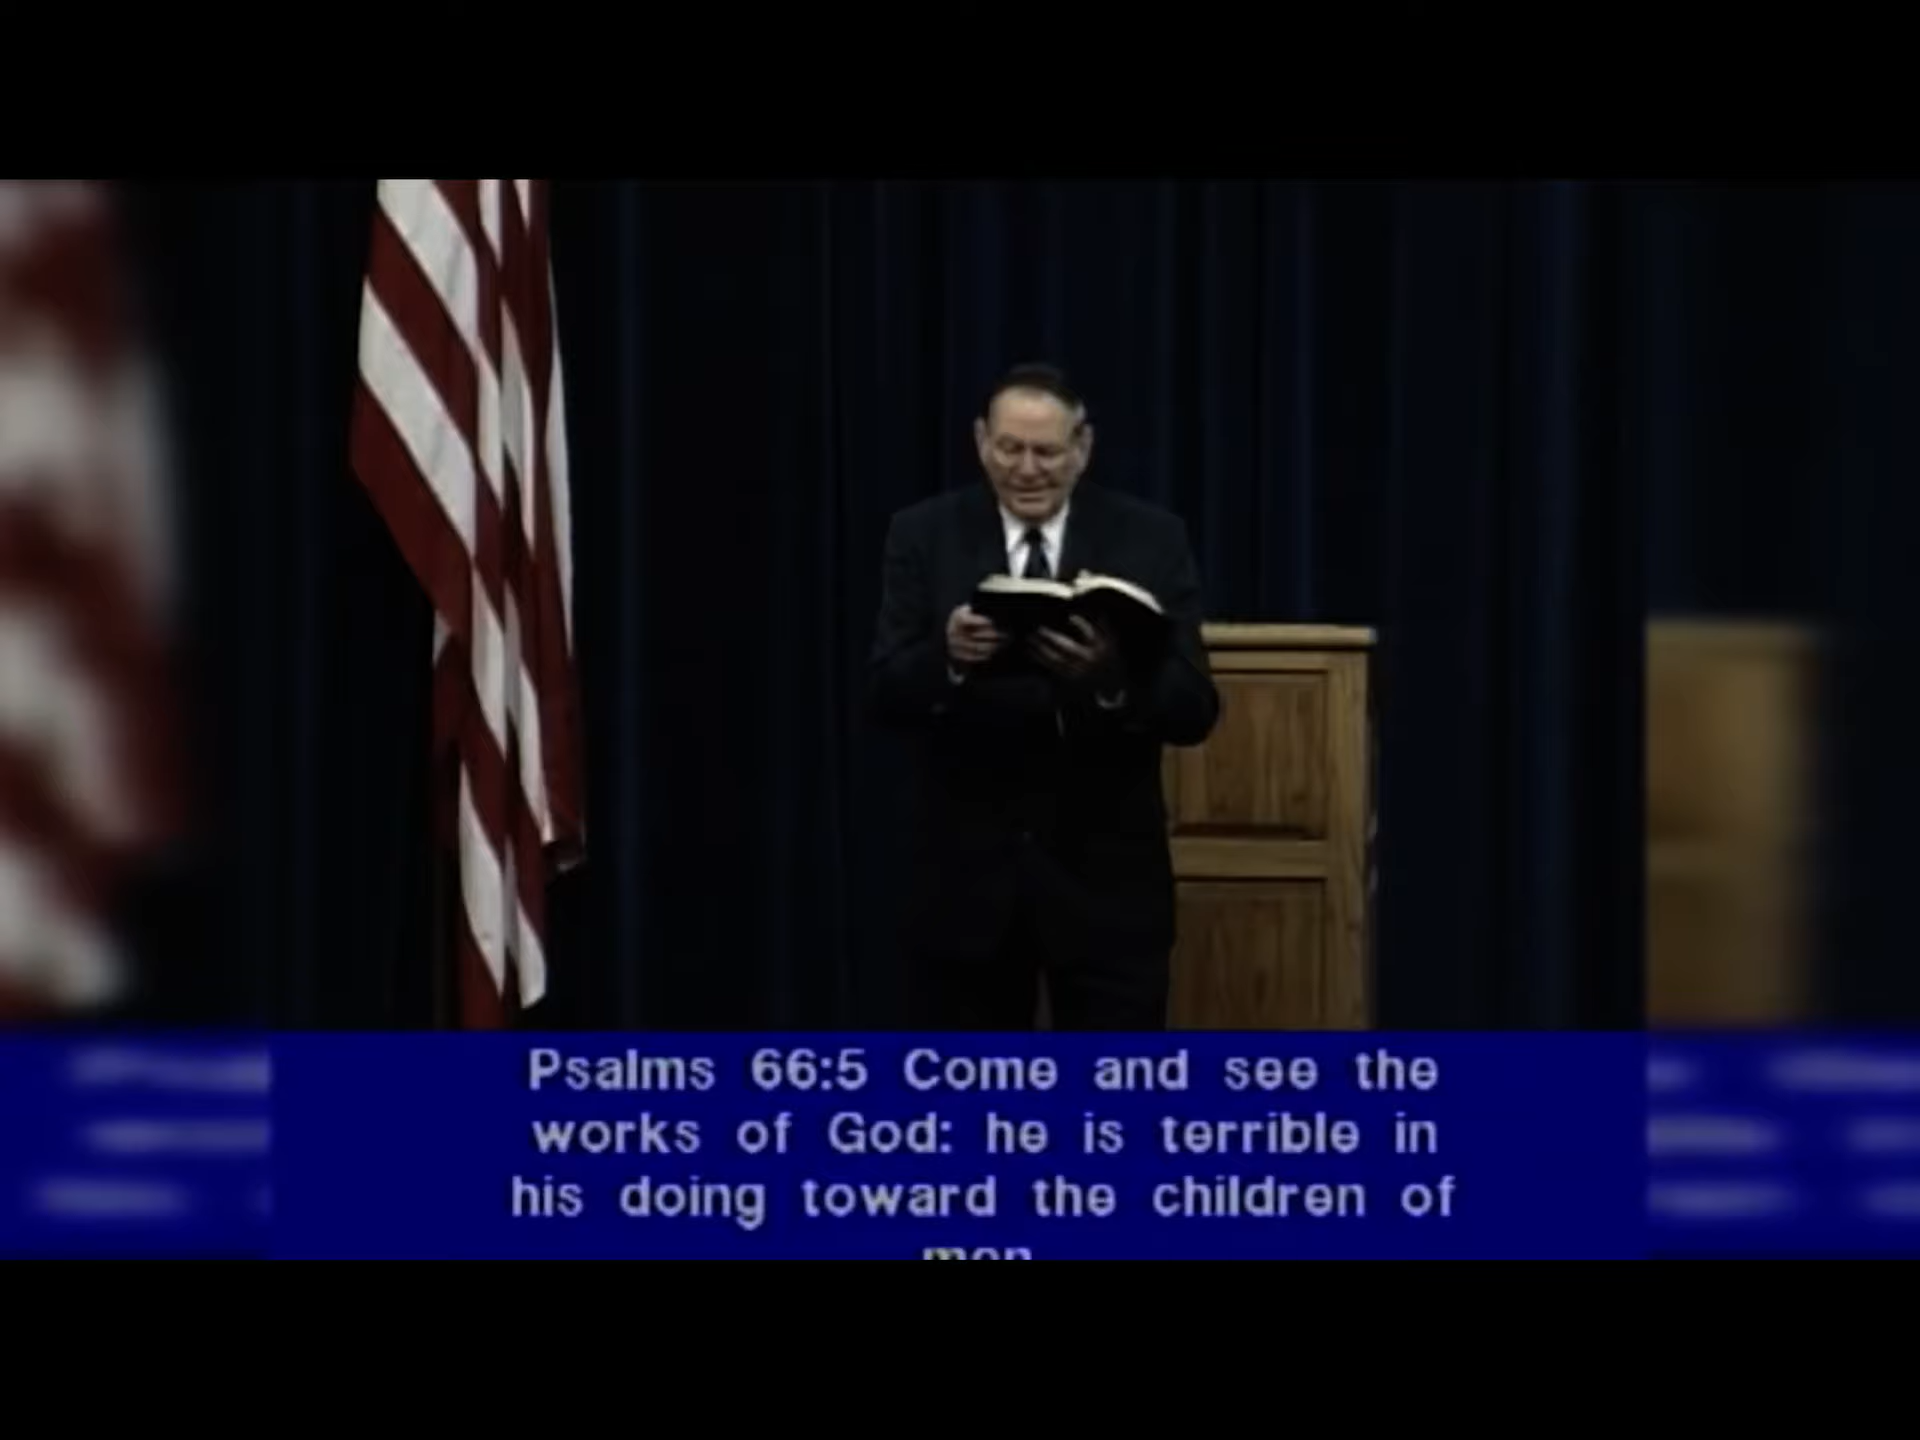 Psalms 66:5 Come and see the
works of God: he is terrible in
his doing toward the children of
men